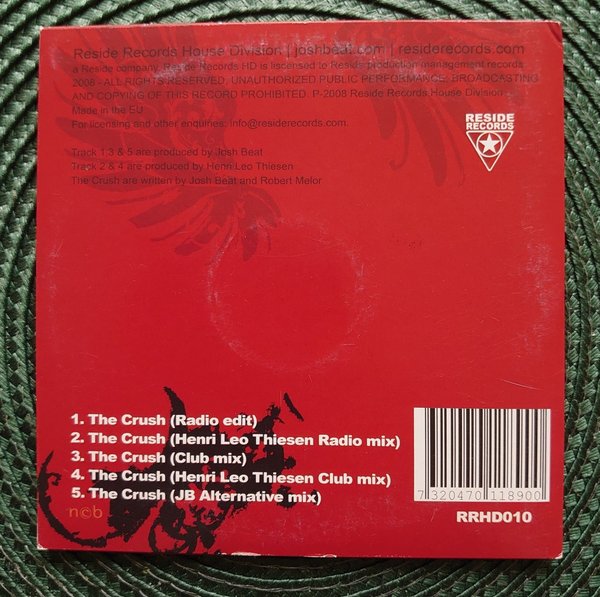 Reside Records House Division | joshbeat.com | residerecords.com
a Reside company. Reside Records HD is licensed to Reside production management records
2008 - ALL RIGHTS RESERVED. UNAUTHORIZED PUBLIC PERFORMANCE, BROADCASTING
AND COPYING OF THIS RECORD PROHIBITED. P-2008 Reside Records House Division
Made in the EU
For licensing and other enquiries: info@residerecords.com.
RESIDE
RECORDS
Track 1,3 & 5 are produced by Josh Beat
Track 2 & 4 are produced by Henri Leo Thiesen
The Crush are written by Josh Beat and Robert Melor
1. The Crush (Radio edit)
2. The Crush (Henri Leo Thiesen Radio mix)
3. The Crush (Club mix)
4. The Crush (Henri Leo Thiesen Club mix)
5. The Crush (JB Alternative mix)
ncb
7 320470 118900
RRHD010